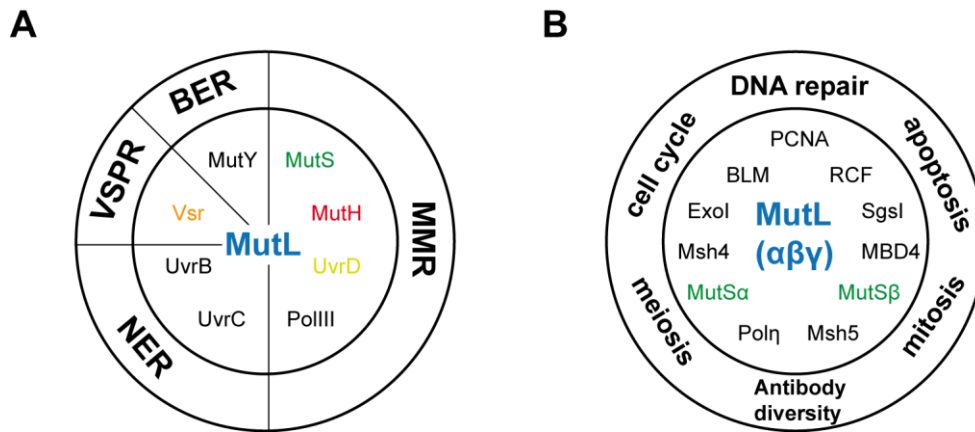 A
BER
VSPR
NER
MMR
MutY
MutS
Vsr
MutH
MutL
UvrB
UvrD
UvrC
PolIII
B
DNA repair
cell cycle
apoptosis
meiosis
mitosis
Antibody
diversity
PCNA
BLM
RCF
ExoI
SgsI
MutL
(αβγ)
Msh4
MBD4
MutSα
MutSβ
Polη
Msh5